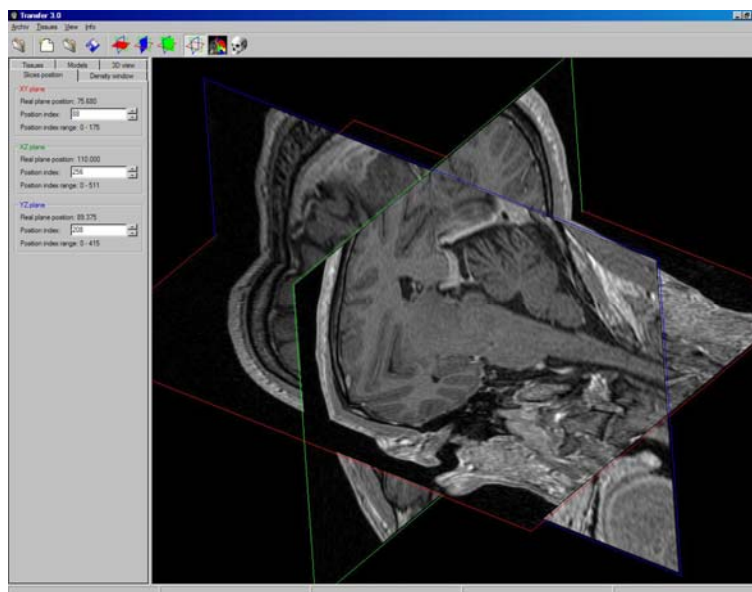 Transfer 3.0
Archiv Tissues View Info
Tissues Models 3D view
Slices position Density window
XY plane
Real plane position: 75.680
Position index: 88
Position index range: 0 - 175
XZ plane
Real plane position: 110.000
Position index: 256
Position index range: 0 - 511
YZ plane
Real plane position: 89.375
Position index: 208
Position index range: 0 - 415